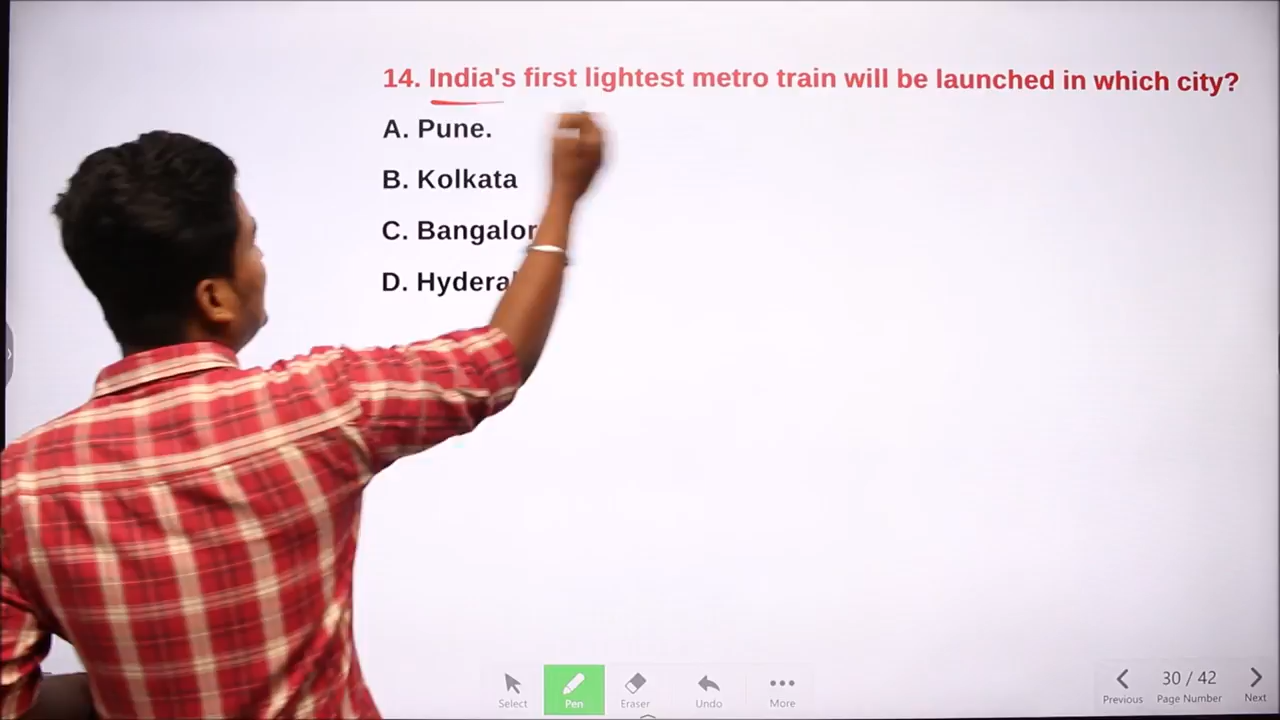 14. India's first lightest metro train will be launched in which city?
A. Pune.
B. Kolkata
C. Bangalor
D. Hydera
Select
Pen
Eraser
Undo
More
Previous
30 / 42
Page Number
Next